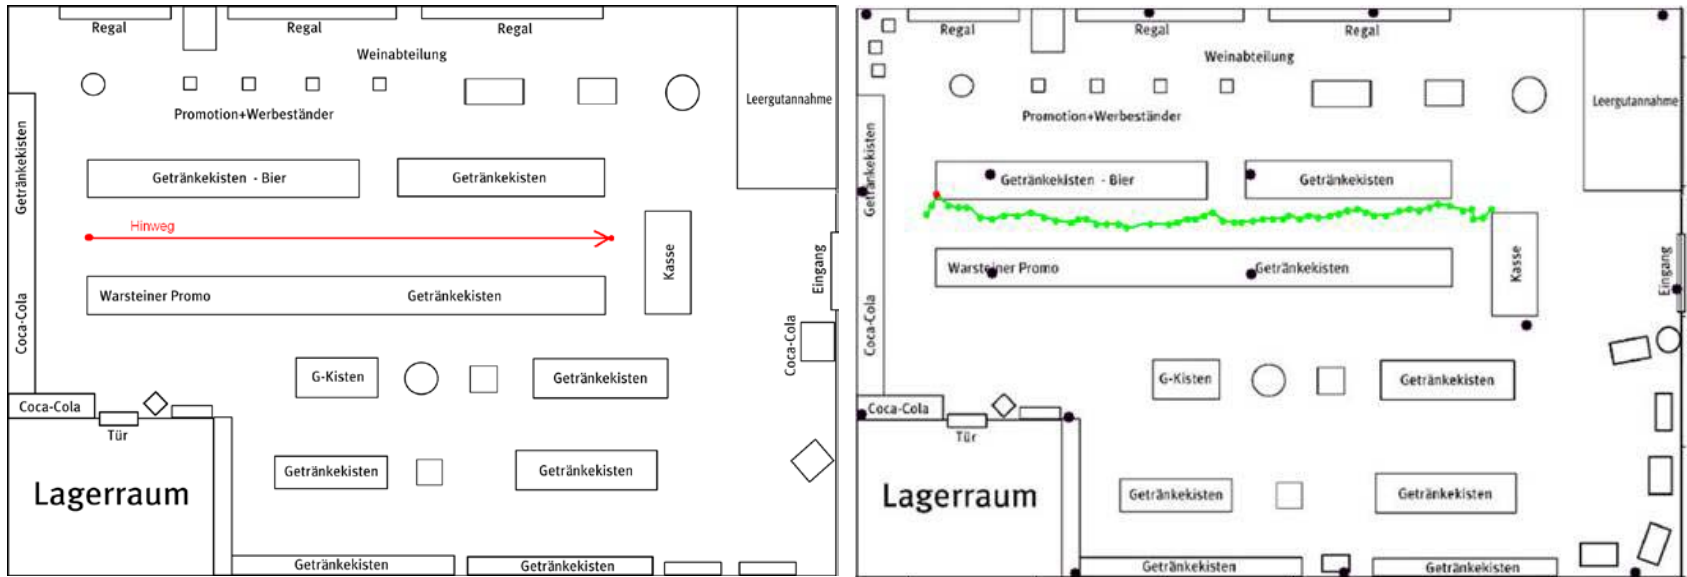 Regal
Regal
Regal
Weinabteilung
Leergutannahme
Promotion+Werbeständer
Getränkekisten
Getränkekisten - Bier
Getränkekisten
Hinweg
Kasse
Eingang
Warsteiner Promo
Getränkekisten
Coca-Cola
Coca-Cola
G-Kisten
Getränkekisten
Coca-Cola
Tür
Getränkekisten
Getränkekisten
Lagerraum
Getränkekisten
Getränkekisten
Regal
Regal
Regal
Weinabteilung
Leergutannahme
Promotion+Werbeständer
Getränkekisten
Getränkekisten - Bier
Getränkekisten
Kasse
Eingang
Warsteiner Promo
Getränkekisten
Coca-Cola
G-Kisten
Getränkekisten
Coca-Cola
Tür
Getränkekisten
Getränkekisten
Lagerraum
Getränkekisten
Getränkekisten